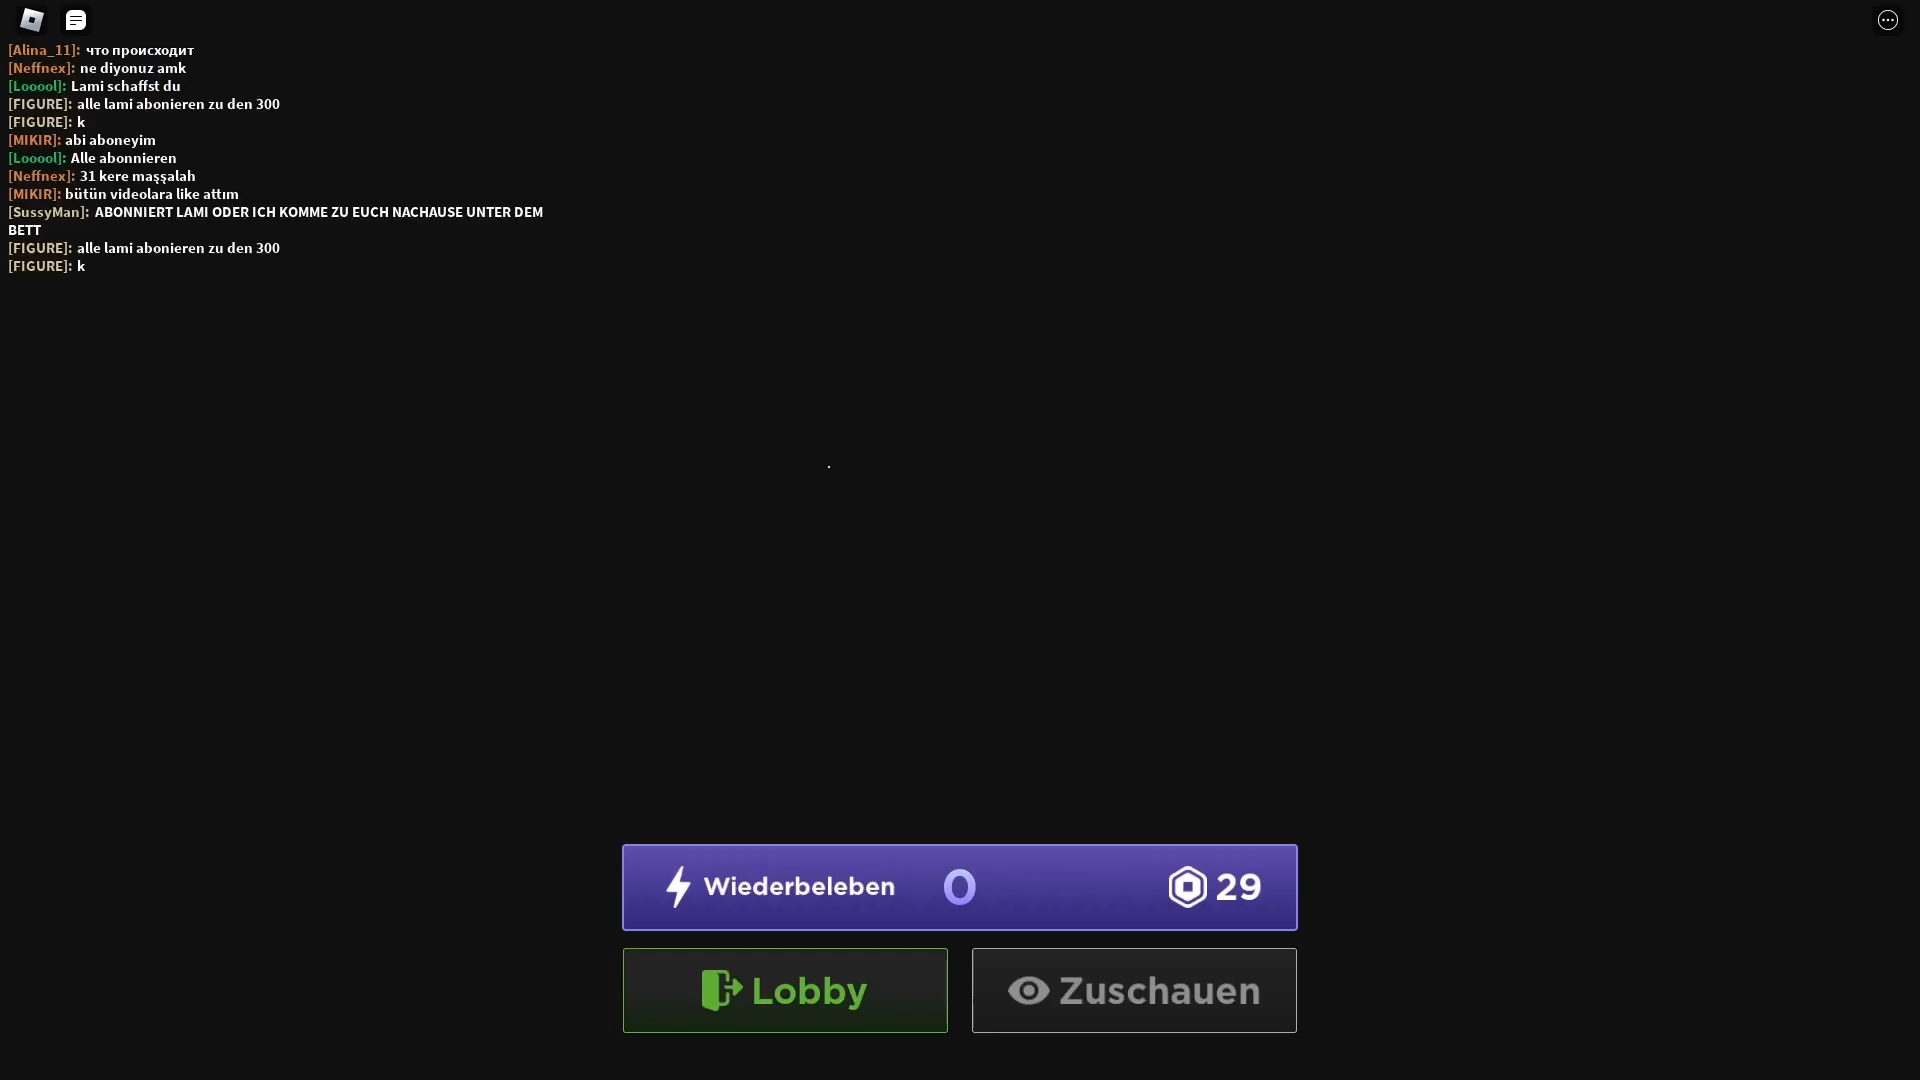 [Alina_11]: что происходит
[Neffnex]: ne diyonuz amk
[Looool]: Lami schaffst du
[FIGURE]: alle lami abonieren zu den 300
[FIGURE]: k
[MIKIR]: abi aboneyim
[Looool]: Alle abonnieren
[Neffnex]: 31 kere maşşalah
[MIKIR]: bütün videolara like attım
[SussyMan]: ABONNIERT LAMI ODER ICH KOMME ZU EUCH NACHAUSE UNTER DEM
BETT
[FIGURE]: alle lami abonieren zu den 300
[FIGURE]: k
Wiederbeleben 0 29
Lobby Zuschauen